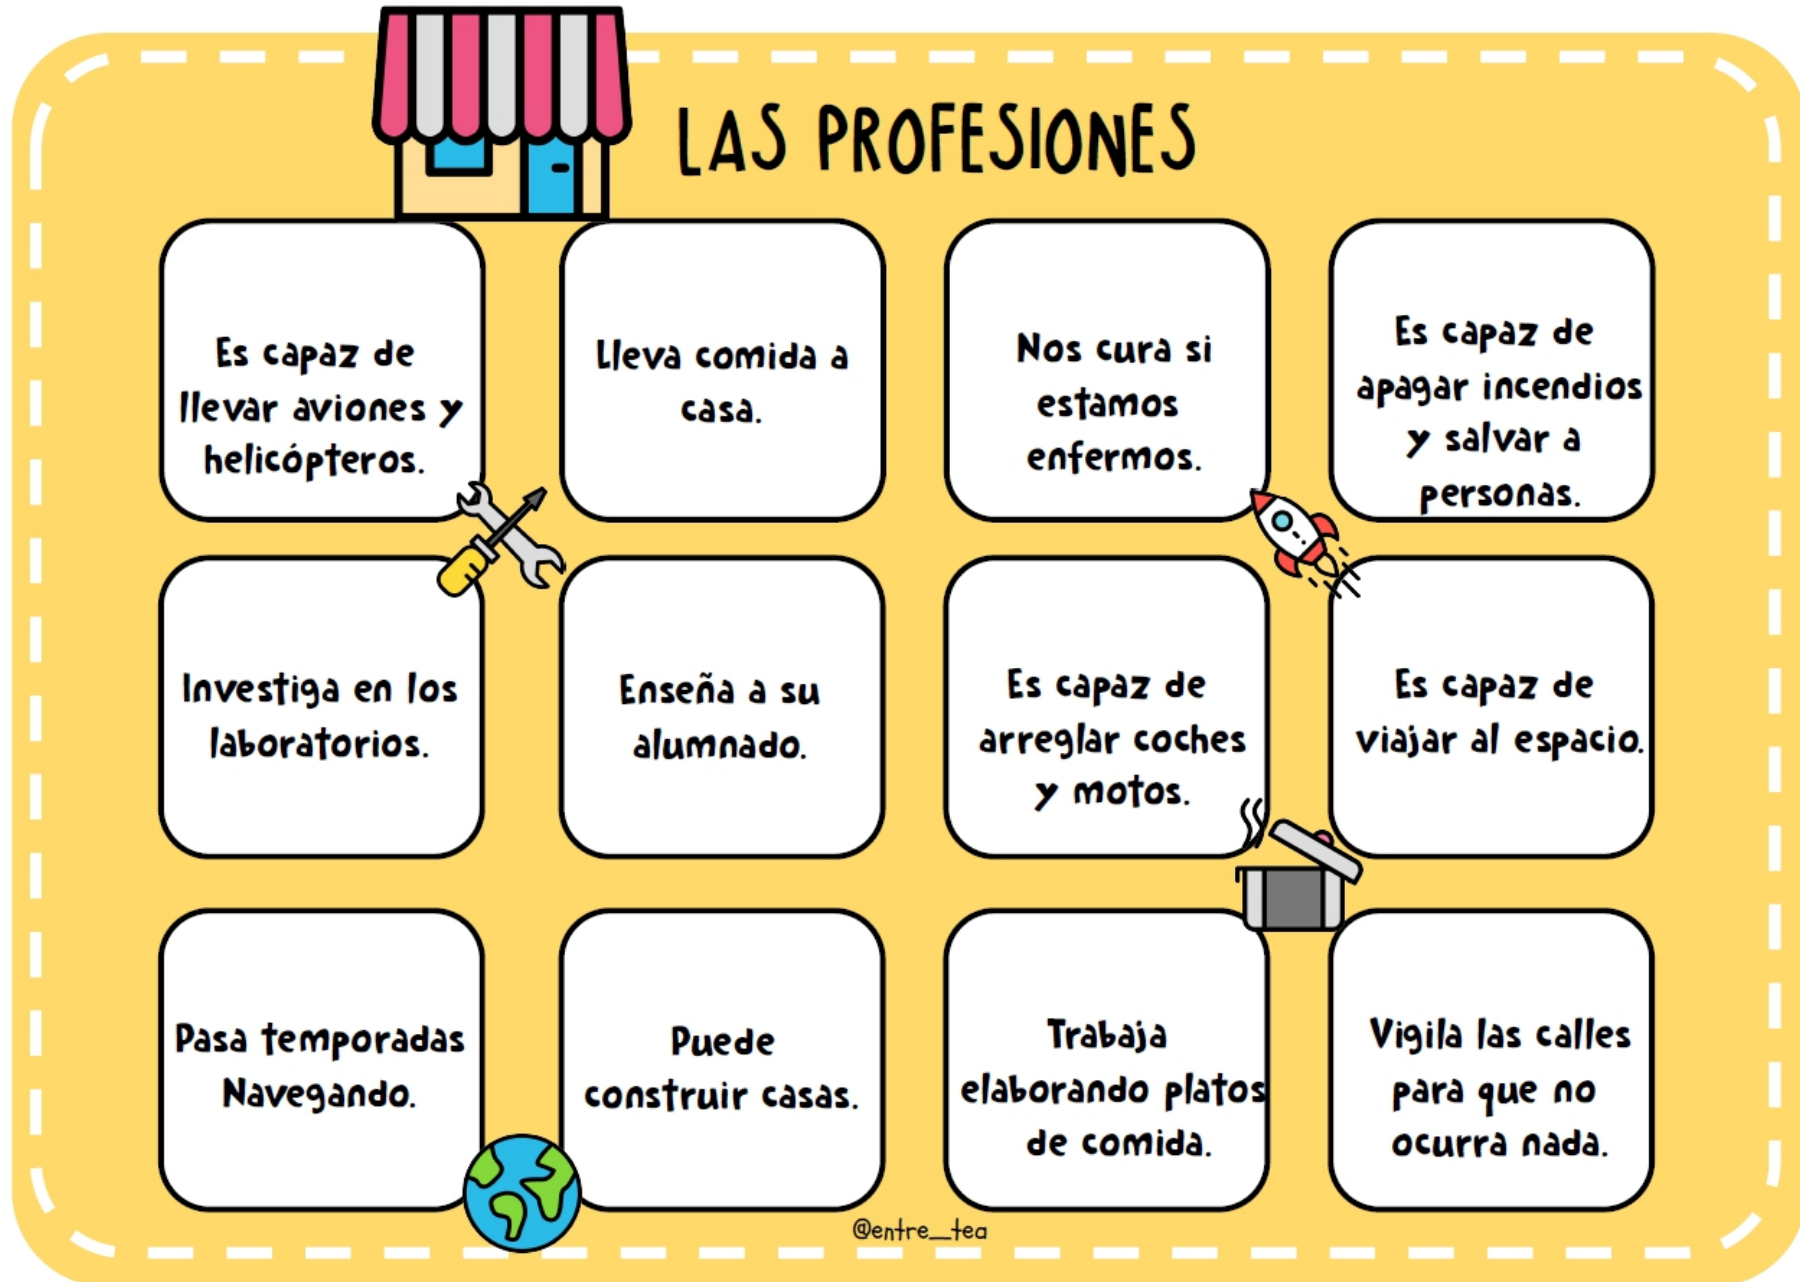 LAS PROFESIONES
Es capaz de
llevar aviones y
helicópteros.
Lleva comida a
casa.
Nos cura si
estamos
enfermos.
Es capaz de
apagar incendios
y salvar a
personas.
Investiga en los
laboratorios.
Enseña a su
alumnado.
Es capaz de
arreglar coches
y motos.
Es capaz de
viajar al espacio.
Pasa temporadas
Navegando.
Puede
construir casas.
Trabaja
elaborando platos
de comida.
Vigila las calles
para que no
ocurra nada.
@entre_tea